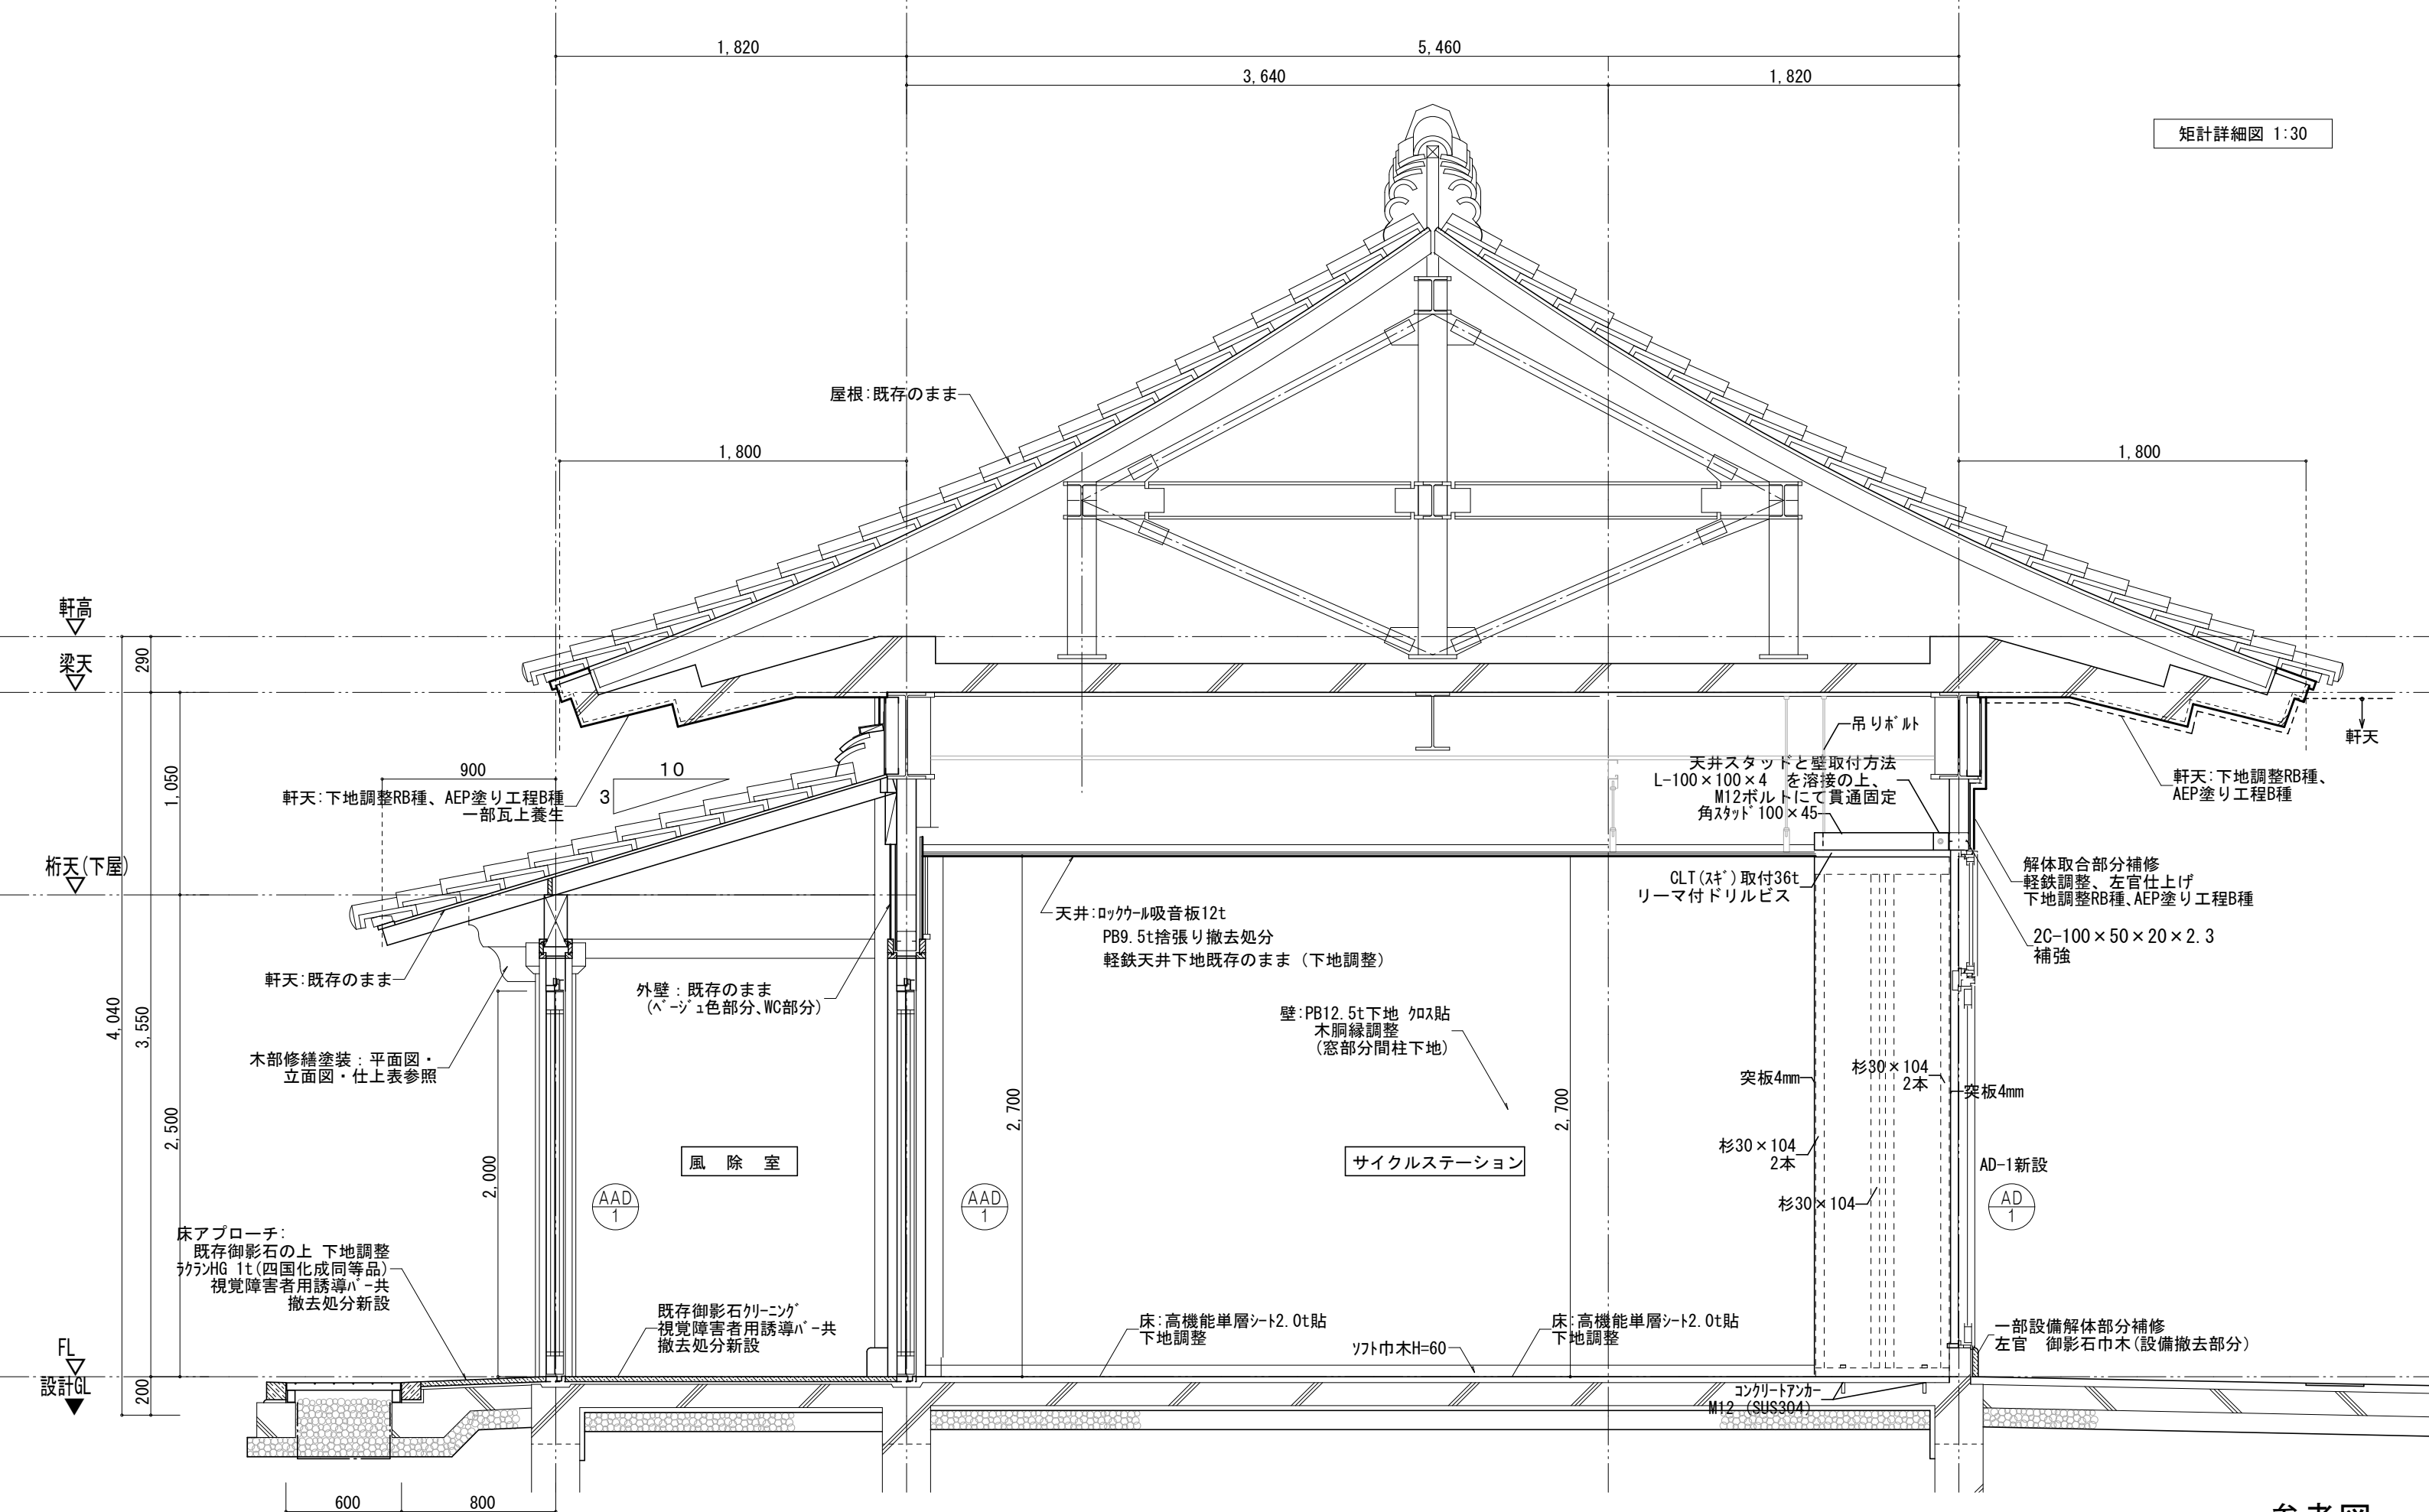 1,820
5,460
3,640
1,820
矩計詳細図 1:30
屋根:既存のまま
1,800
1,800
軒高
梁天
290
1,050
吊りボルト
天井スタッドと壁取付方法
L-100×100×4 を溶接の上、
M12ボルトにて貫通固定
角スタッド100×45
軒天
軒天:下地調整RB種、
AEP塗り工程B種
900
10
3
軒天:下地調整RB種、AEP塗り工程B種
一部瓦上養生
桁天(下屋)
CLT(スギ)取付36t
リーマ付ドリルビス
解体取合部分補修
軽鉄調整、左官仕上げ
下地調整RB種、AEP塗り工程B種
2C-100×50×20×2.3
補強
天井:ロックウール吸音板12t
PB9.5t捨張り撤去処分
軽鉄天井下地既存のまま(下地調整)
軒天:既存のまま
外壁:既存のまま
(ベージュ色部分、WC部分)
4,040
3,550
2,500
壁:PB12.5t下地 クロス貼
木胴縁調整
(窓部分間柱下地)
木部修繕塗装:平面図・
立面図・仕上表参照
突板4mm
杉30×104
2本
突板4mm
2,700
2,700
2,000
風 除 室
サイクルステーション
杉30×104
2本
AD-1新設
杉30×104
AAD
1
AAD
1
AD
1
床アプローチ:
既存御影石の上 下地調整
ラクランHG 1t(四国化成同等品)
視覚障害者用誘導バー共
撤去処分新設
既存御影石クリーニング
視覚障害者用誘導バー共
撤去処分新設
床:高機能単層シート2.0t貼
下地調整
床:高機能単層シート2.0t貼
下地調整
ソフト巾木H=60
一部設備解体部分補修
左官 御影石巾木(設備撤去部分)
FL
設計GL
200
コンクリートアンカー
M12 (SUS304)
600
800
参考図